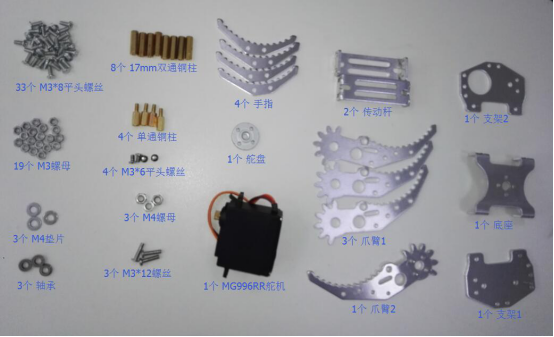 33个 M3*8平头螺丝
8个 17mm双通铜柱
4个 手指
2个 传动杆
1个 支架2
19个 M3螺母
4个 单通铜柱
4个 M3*6平头螺丝
1个 舵盘
3个 爪臂1
1个 底座
3个 M4垫片
3个 M4螺母
3个 轴承
3个 M3*12螺丝
1个 MG996RR舵机
1个 爪臂2
1个 支架1